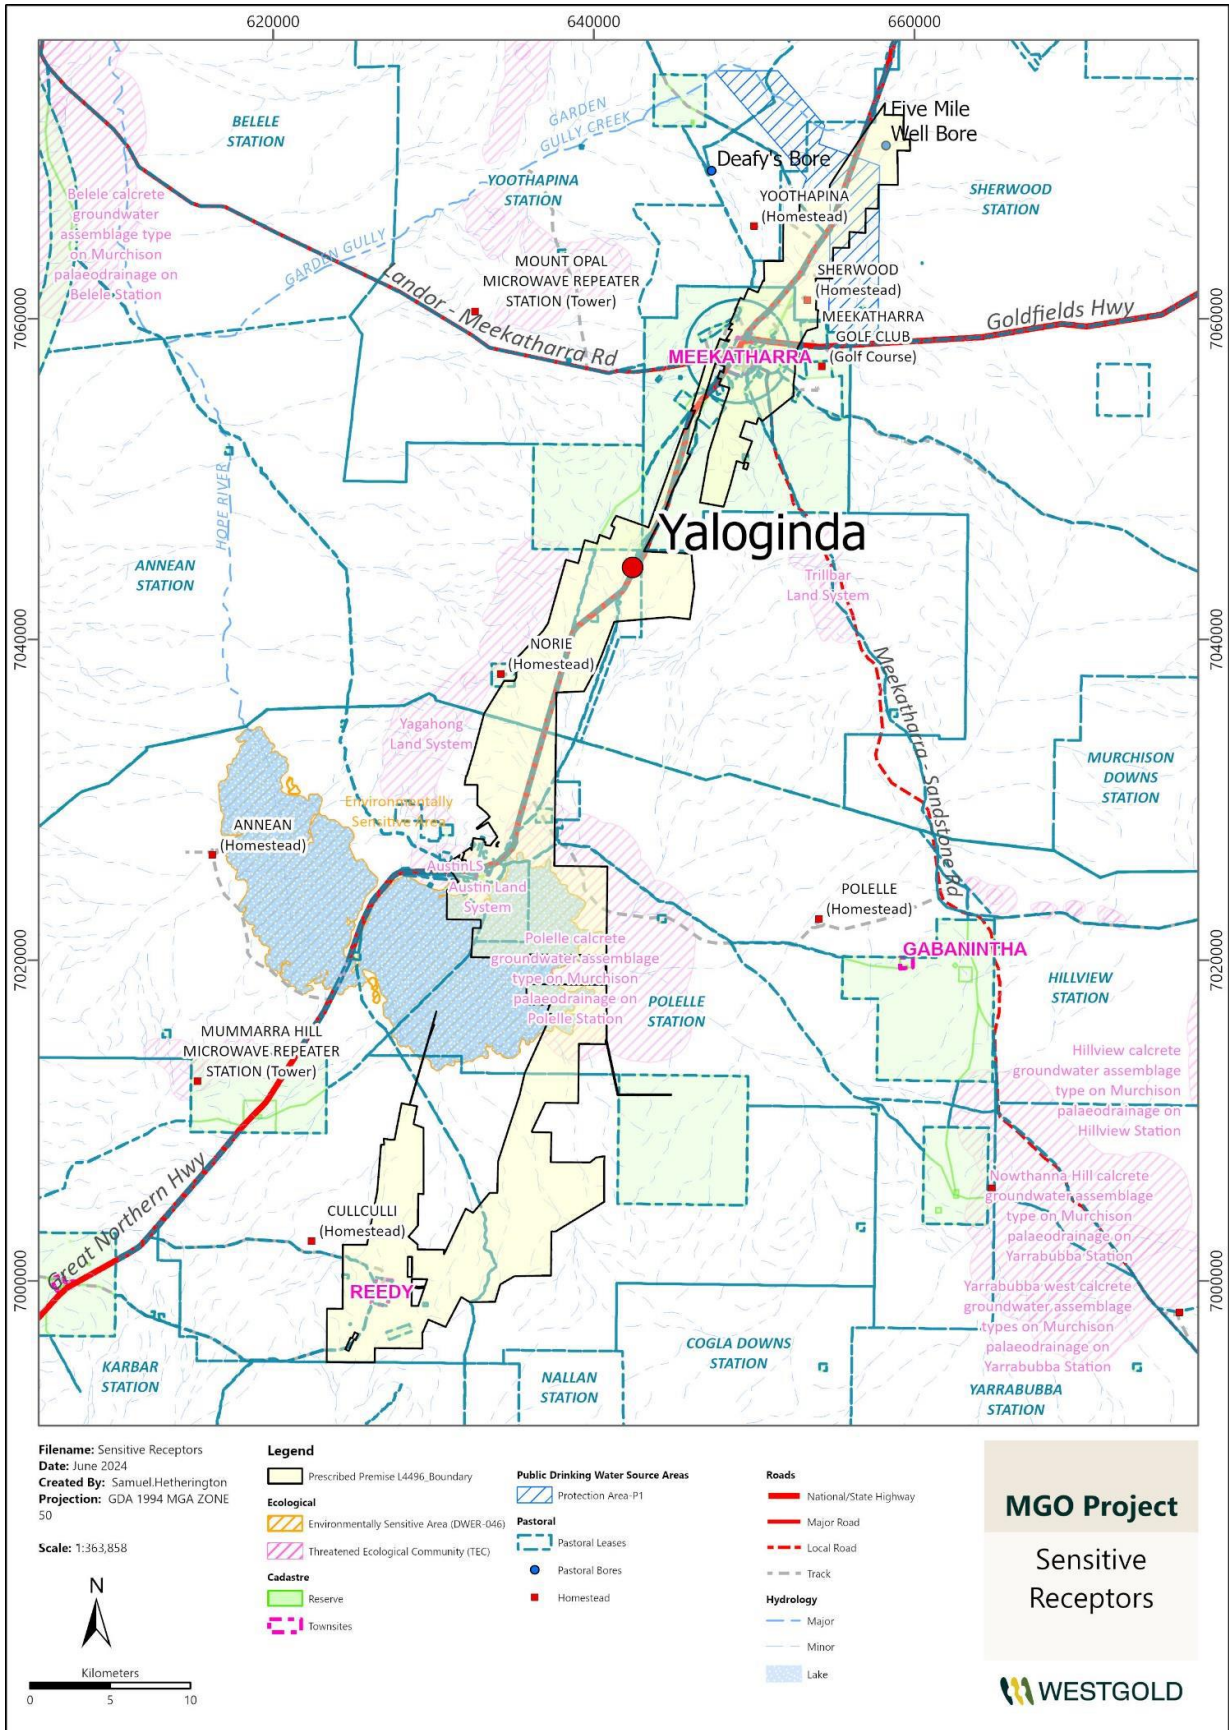 620000
640000
660000
BELELE
STATION
GARDEN
GULLY CREEK
Five Mile
Well Bore
Deafy's Bore
YOOTHAPINA
STATION
YOOTHAPINA
(Homestead)
SHERWOOD
STATION
Belele calcrete
groundwater
assemblage type
on Murchison
palaeodrainage on
Belele Station
GARDEN GULLY
MOUNT OPAL
MICROWAVE REPEATER
STATION (Tower)
SHERWOOD
(Homestead)
7060000
7060000
Landor - Meekatharra Rd
MEEKATHARRA
GOLF CLUB
(Golf Course)
Goldfields Hwy
MEEKATHARRA
HOPE RIVER
Yaloginda
ANNEAN
STATION
Trillbar
Land System
7040000
7040000
NORIE
(Homestead)
Meekatharra - Sandstone Rd
Yagahong
Land System
MURCHISON
DOWNS
STATION
Environmentally
Sensitive Area
ANNEAN
(Homestead)
AustinLS
Austin Land
System
POLELLE
(Homestead)
GABANINTHA
7020000
7020000
Polelle calcrete
groundwater assemblage
type on Murchison
palaeodrainage on
Polelle Station
POLELLE
STATION
HILLVIEW
STATION
MUMMARRA HILL
MICROWAVE REPEATER
STATION (Tower)
Hillview calcrete
groundwater assemblage
type on Murchison
palaeodrainage on
Hillview Station
Great Northern Hwy
Nowthanna Hill calcrete
groundwater assemblage
type on Murchison
palaeodrainage on
Yarrabubba Station
CULLCULLI
(Homestead)
REEDY
7000000
7000000
Yarrabubba west calcrete
groundwater assemblage
types on Murchison
palaeodrainage on
Yarrabubba Station
KARBAR
STATION
NALLAN
STATION
COGLA DOWNS
STATION
YARRABUBBA
STATION
Filename: Sensitive Receptors
Date: June 2024
Created By: Samuel.Hetherington
Projection: GDA 1994 MGA ZONE
50
Scale: 1:363,858
N
Kilometers
0 5 10
Legend
Prescribed Premise L4496_Boundary
Ecological
Environmentally Sensitive Area (DWER-046)
Threatened Ecological Community (TEC)
Cadastre
Reserve
Townsites
Public Drinking Water Source Areas
Protection Area-P1
Pastoral
Pastoral Leases
Pastoral Bores
Homestead
Roads
National/State Highway
Major Road
Local Road
Track
Hydrology
Major
Minor
Lake
MGO Project
Sensitive
Receptors
WESTGOLD